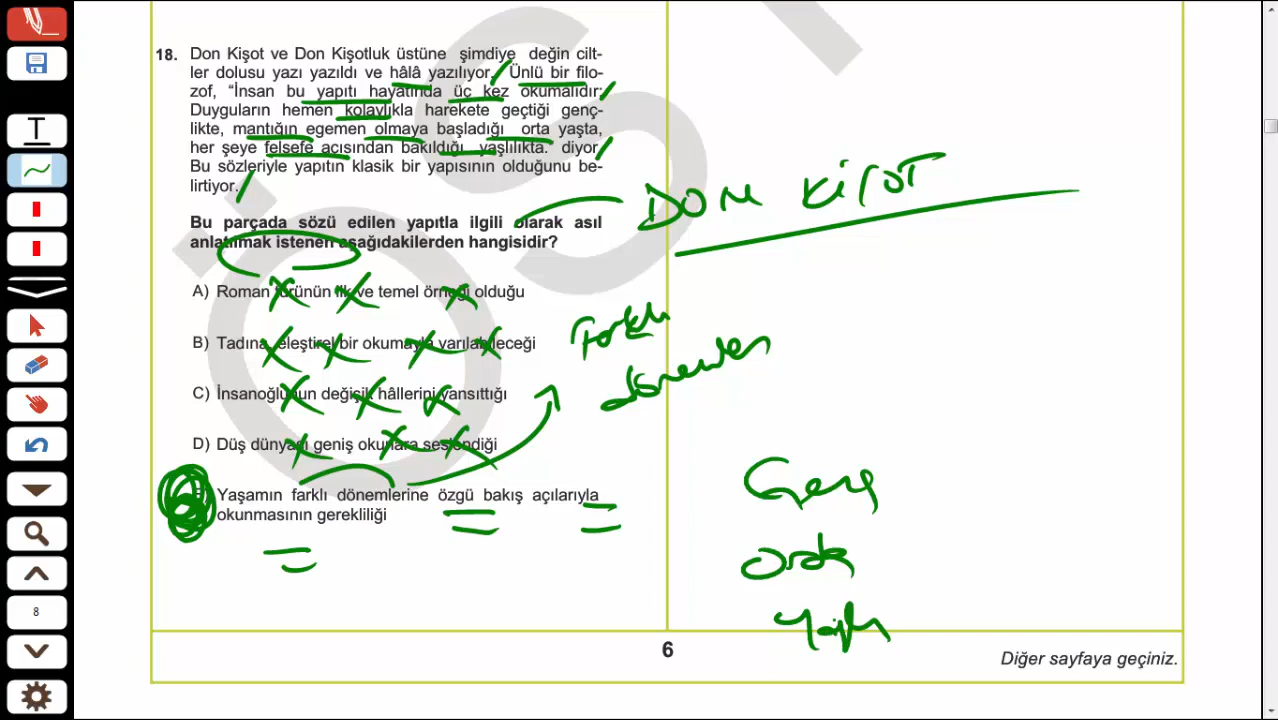 18. Don Kişot ve Don Kişotluk üstüne şimdiye değin cilt-
ler dolusu yazı yazıldı ve hâlâ yazılıyor. Ünlü bir filo-
zof, “İnsan bu yapıtı hayatında üç kez okumalıdır:
Duyguların hemen kolaylıkla harekete geçtiği genç-
likte, mantığın egemen olmaya başladığı orta yaşta,
her şeye felsefe açısından bakıldığı yaşlılıkta. diyor
Bu sözleriyle yapıtın klasik bir yapısının olduğunu be-
lirtiyor.
DON KİŞOT
Bu parçada sözü edilen yapıtla ilgili olarak asıl
anlatılmak istenen aşağıdakilerden hangisidir?
A) Roman türünün ilk ve temel örneği olduğu
B) Tadına, eleştirel bir okumayla varılabileceği
C) İnsanoğlunun değişik hâllerini yansıttığı
D) Düş dünyası geniş okurlara seslendiği
Yaşamın farklı dönemlerine özgü bakış açılarıyla
okunmasının gerekliliği
Farklı
dönemler
Genç
Orta
Yaşlı
8
6
Diğer sayfaya geçiniz.
T